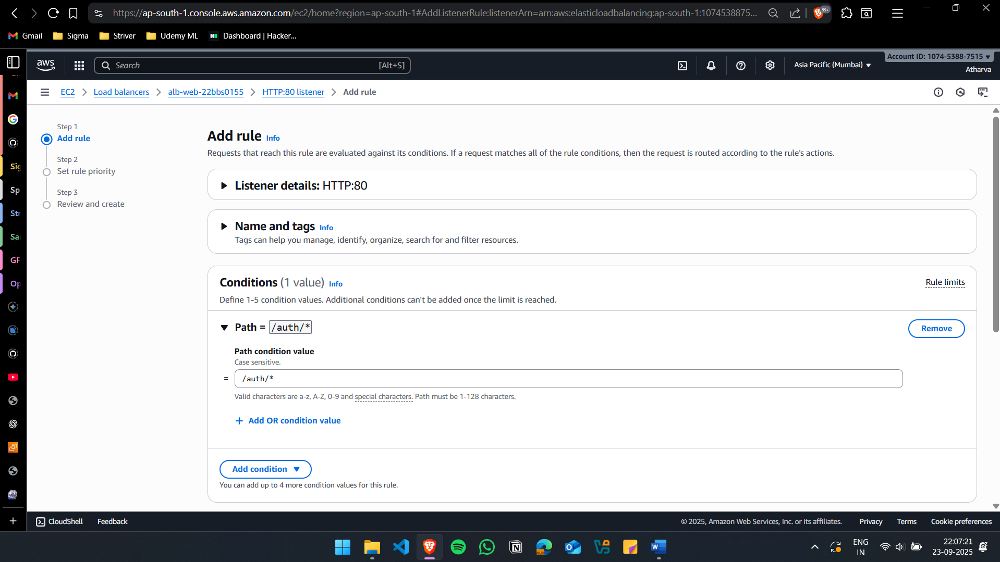 https://ap-south-1.console.aws.amazon.com/ec2/home?region=ap-south-1#AddListenerRule:listenerArn=arn:aws:elasticloadbalancing:ap-south-1:1074538875...
99+
Gmail
Sigma
Striver
Udemy ML
Dashboard | Hacker...
aws
Search
[Alt+S]
Asia Pacific (Mumbai)
Account ID: 1074-5388-7515
Atharva
EC2
Load balancers
alb-web-22bbs0155
HTTP:80 listener
Add rule
Sig
Sp
Str
Sa
GF
Op
Step 1
Add rule
Step 2
Set rule priority
Step 3
Review and create
Add rule Info
Requests that reach this rule are evaluated against its conditions. If a request matches all of the rule conditions, then the request is routed according to the rule's actions.
Listener details: HTTP:80
Name and tags Info
Tags can help you manage, identify, organize, search for and filter resources.
Conditions (1 value) Info
Rule limits
Define 1-5 condition values. Additional conditions can't be added once the limit is reached.
Path = /auth/*
Remove
Path condition value
Case sensitive.
= /auth/*
Valid characters are a-z, A-Z, 0-9 and special characters. Path must be 1-128 characters.
+ Add OR condition value
Add condition
You can add up to 4 more condition values for this rule.
CloudShell
Feedback
© 2025, Amazon Web Services, Inc. or its affiliates.
Privacy
Terms
Cookie preferences
ENG
IN
22:07:21
23-09-2025